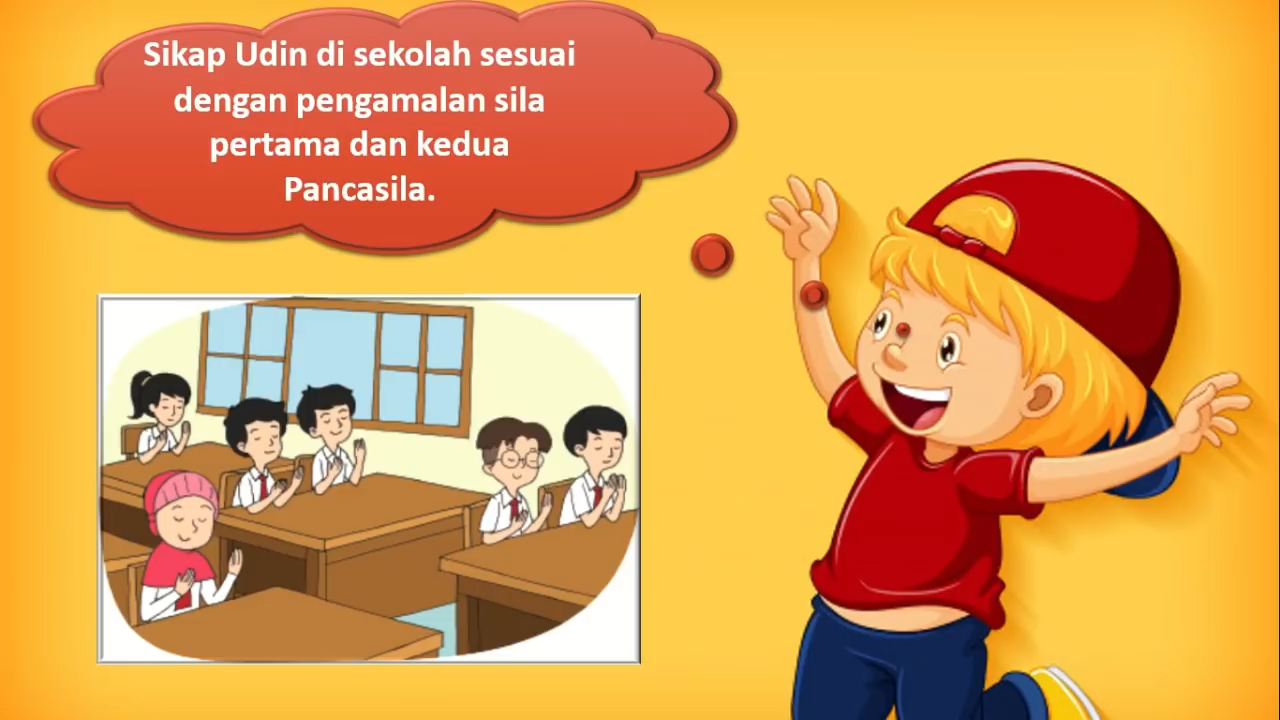 Sikap Udin di sekolah sesuai
dengan pengamalan sila
pertama dan kedua
Pancasila.